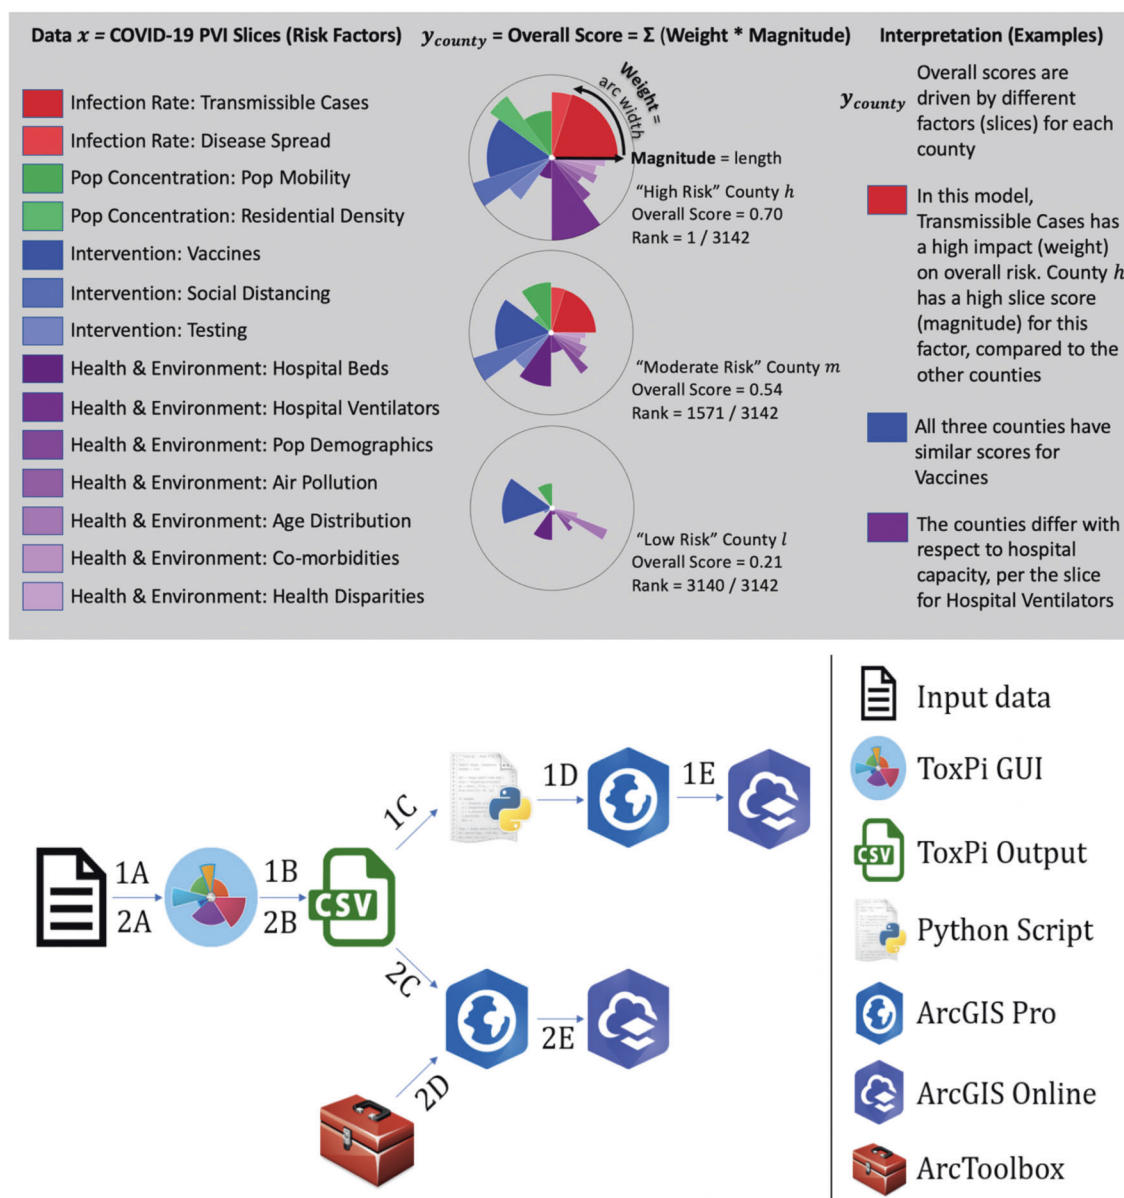 Data x = COVID-19 PVI Slices (Risk Factors)
Infection Rate: Transmissible Cases
Infection Rate: Disease Spread
Pop Concentration: Pop Mobility
Pop Concentration: Residential Density
Intervention: Vaccines
Intervention: Social Distancing
Intervention: Testing
Health & Environment: Hospital Beds
Health & Environment: Hospital Ventilators
Health & Environment: Pop Demographics
Health & Environment: Air Pollution
Health & Environment: Age Distribution
Health & Environment: Co-morbidities
Health & Environment: Health Disparities
y county = Overall Score = Σ (Weight * Magnitude)
Weight =
arc width
Magnitude = length
“High Risk” County h
Overall Score = 0.70
Rank = 1 / 3142
“Moderate Risk” County m
Overall Score = 0.54
Rank = 1571 / 3142
“Low Risk” County l
Overall Score = 0.21
Rank = 3140 / 3142
Interpretation (Examples)
y county
Overall scores are
driven by different
factors (slices) for each
county
In this model,
Transmissible Cases has
a high impact (weight)
on overall risk. County h
has a high slice score
(magnitude) for this
factor, compared to the
other counties
All three counties have
similar scores for
Vaccines
The counties differ with
respect to hospital
capacity, per the slice
for Hospital Ventilators
1A
2A
1B
2B
CSV
1C
1D
1E
2C
2D
2E
Input data
ToxPi GUI
CSV
ToxPi Output
Python Script
ArcGIS Pro
ArcGIS Online
ArcToolbox